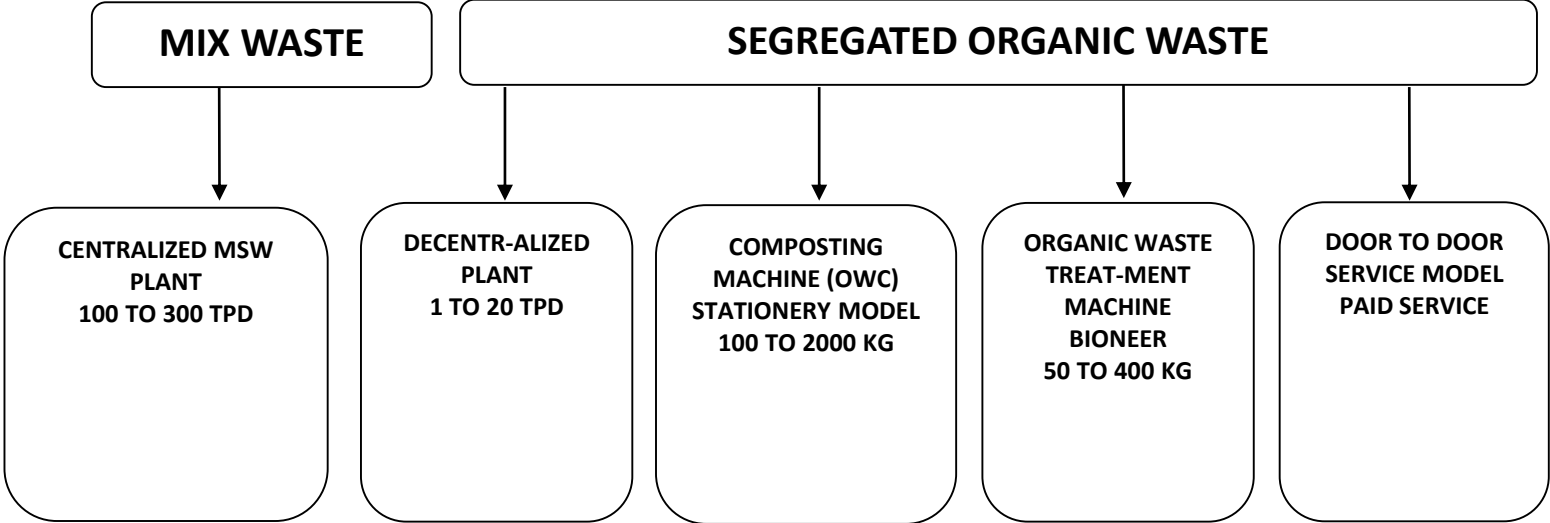 MIX WASTE
SEGREGATED ORGANIC WASTE
CENTRALIZED MSW
PLANT
100 TO 300 TPD
DECENTR-ALIZED
PLANT
1 TO 20 TPD
COMPOSTING
MACHINE (OWC)
STATIONERY MODEL
100 TO 2000 KG
ORGANIC WASTE
TREAT-MENT
MACHINE
BIONEER
50 TO 400 KG
DOOR TO DOOR
SERVICE MODEL
PAID SERVICE